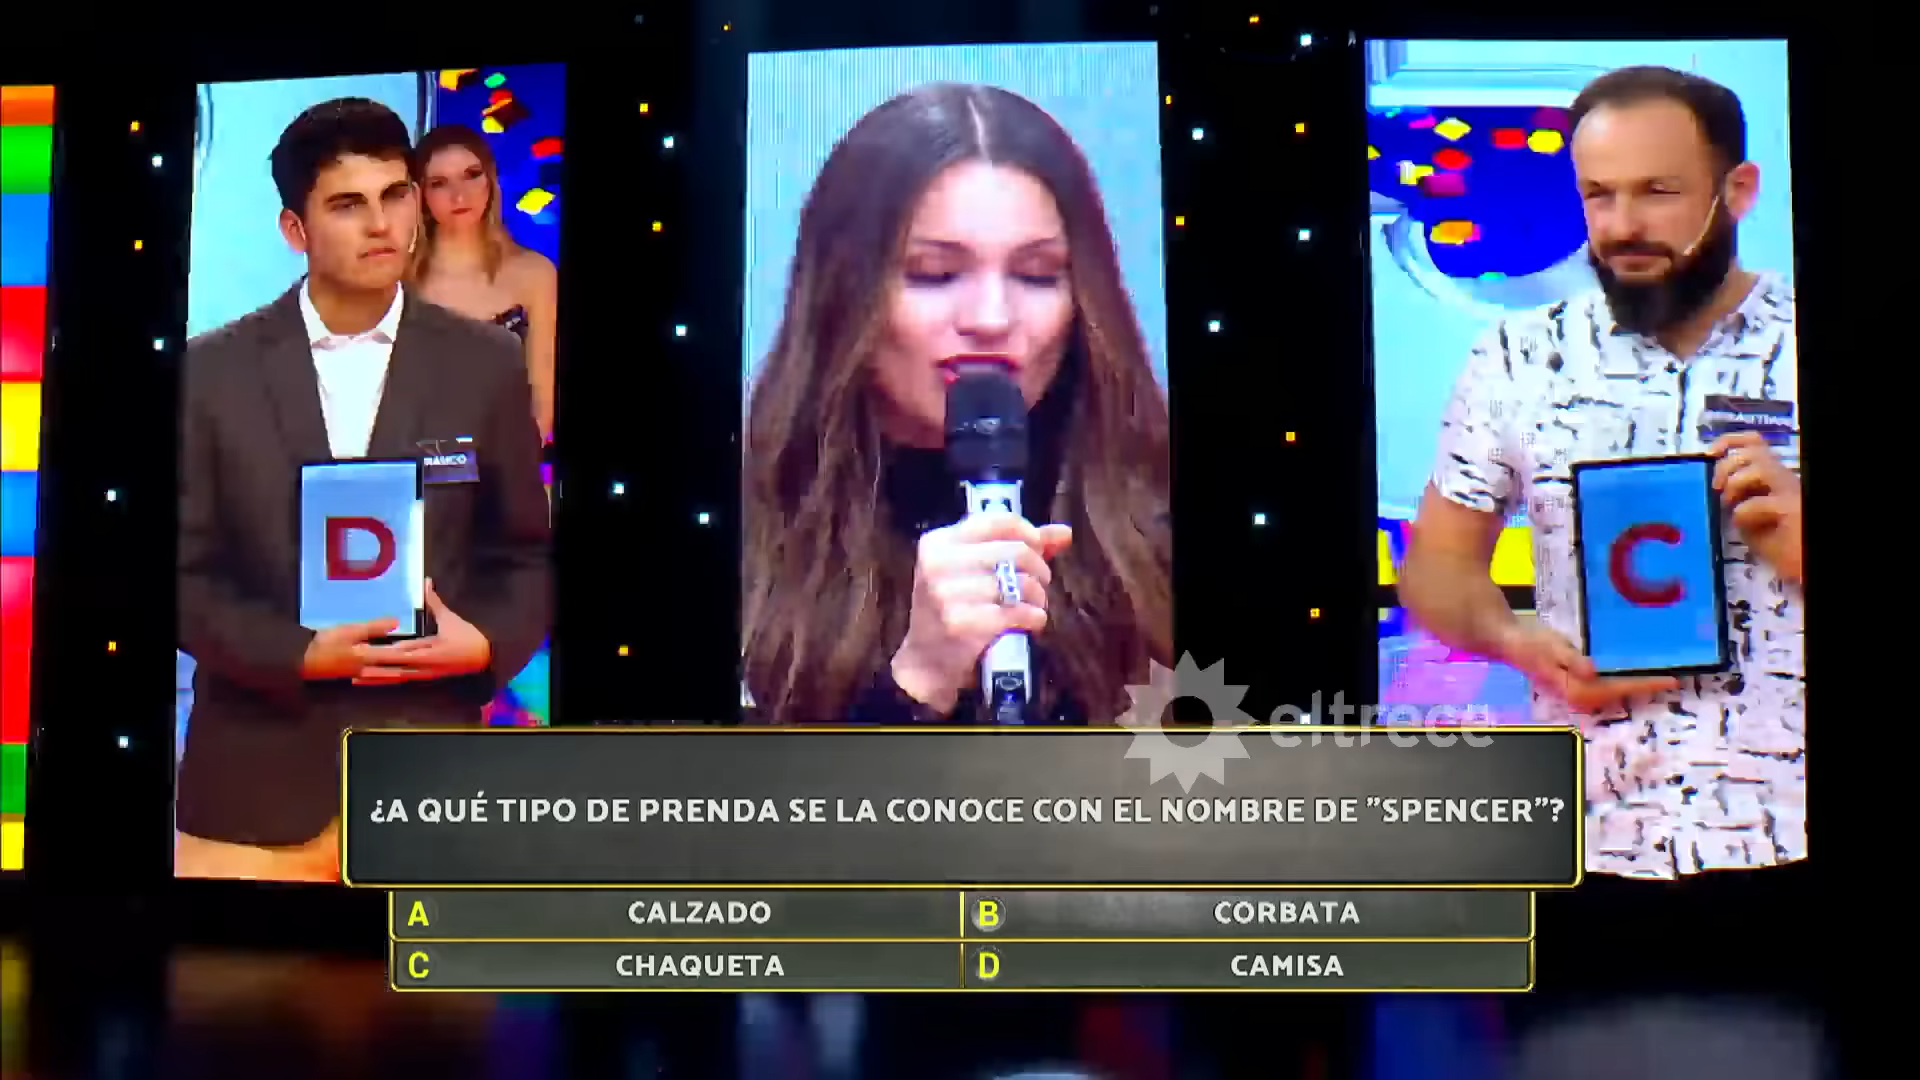 D
C
eltrece
¿A QUÉ TIPO DE PRENDA SE LA CONOCE CON EL NOMBRE DE "SPENCER"?
A CALZADO
B CORBATA
C CHAQUETA
D CAMISA